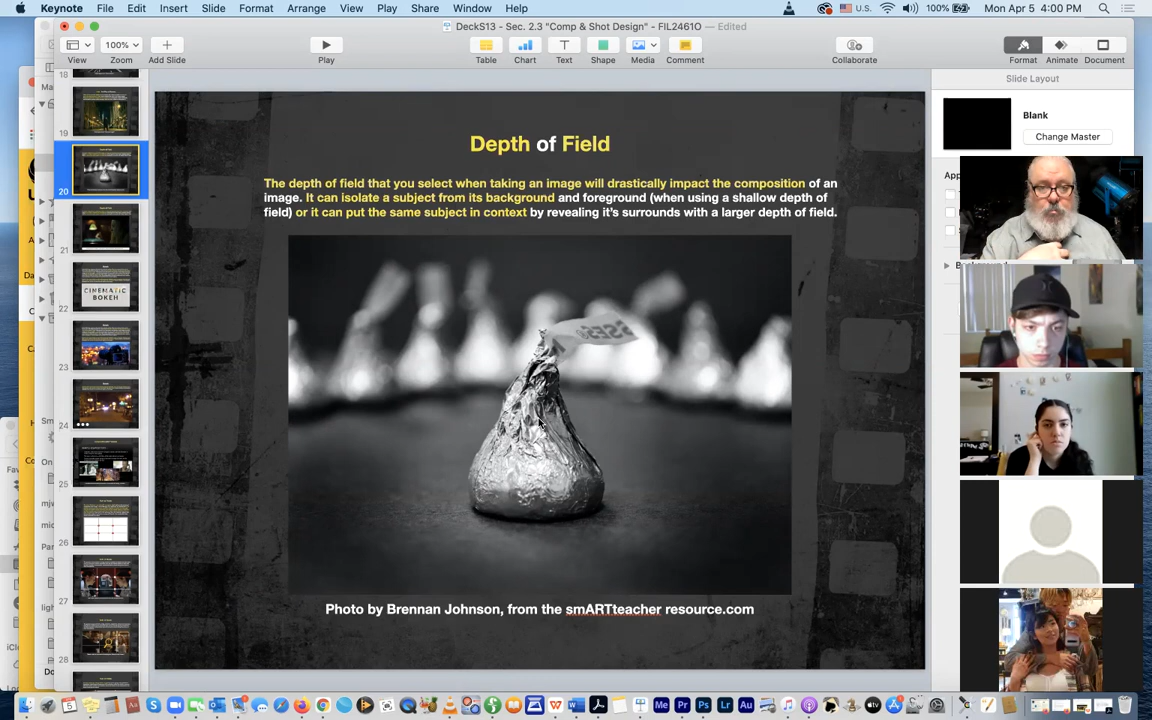 Keynote File Edit Insert Slide Format Arrange View Play Share Window Help
U.S. 100% Mon Apr 5 4:00 PM
DeckS13 - Sec. 2.3 "Comp & Shot Design" - FIL2461O — Edited
100%
View Zoom Add Slide Play Table Chart Text Shape Media Comment Collaborate Format Animate Document
Slide Layout
Blank
Change Master
18
19
20
21
22
23
24
25
26
27
28
CINEMATIC
BOKEH
Depth of Field
The depth of field that you select when taking an image will drastically impact the composition of an
image. It can isolate a subject from its background and foreground (when using a shallow depth of
field) or it can put the same subject in context by revealing it's surrounds with a larger depth of field.
Photo by Brennan Johnson, from the smARTteacher resource.com